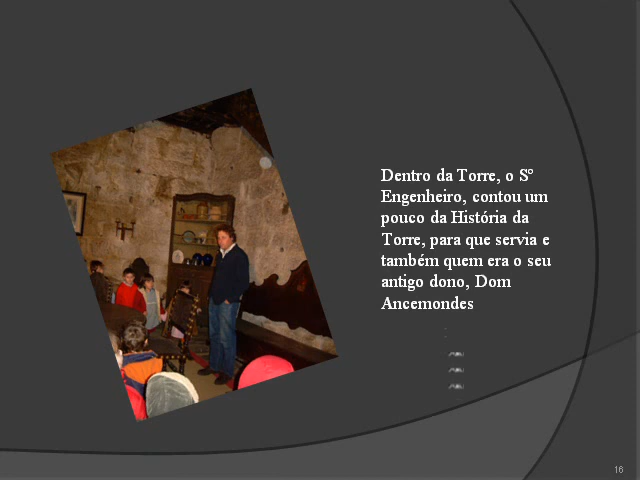 Dentro da Torre, o Sº
Engenheiro, contou um
pouco da História da
Torre, para que servia e
também quem era o seu
antigo dono, Dom
Ancemondes
16